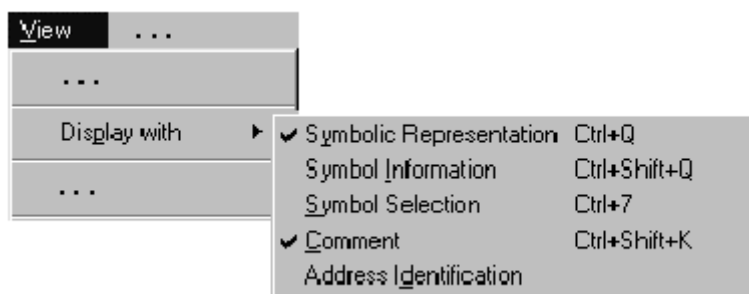 View ...
...
Display with
✔ Symbolic Representation Ctrl+Q
Symbol Information Ctrl+Shift+Q
Symbol Selection Ctrl+7
✔ Comment Ctrl+Shift+K
Address Identification
...